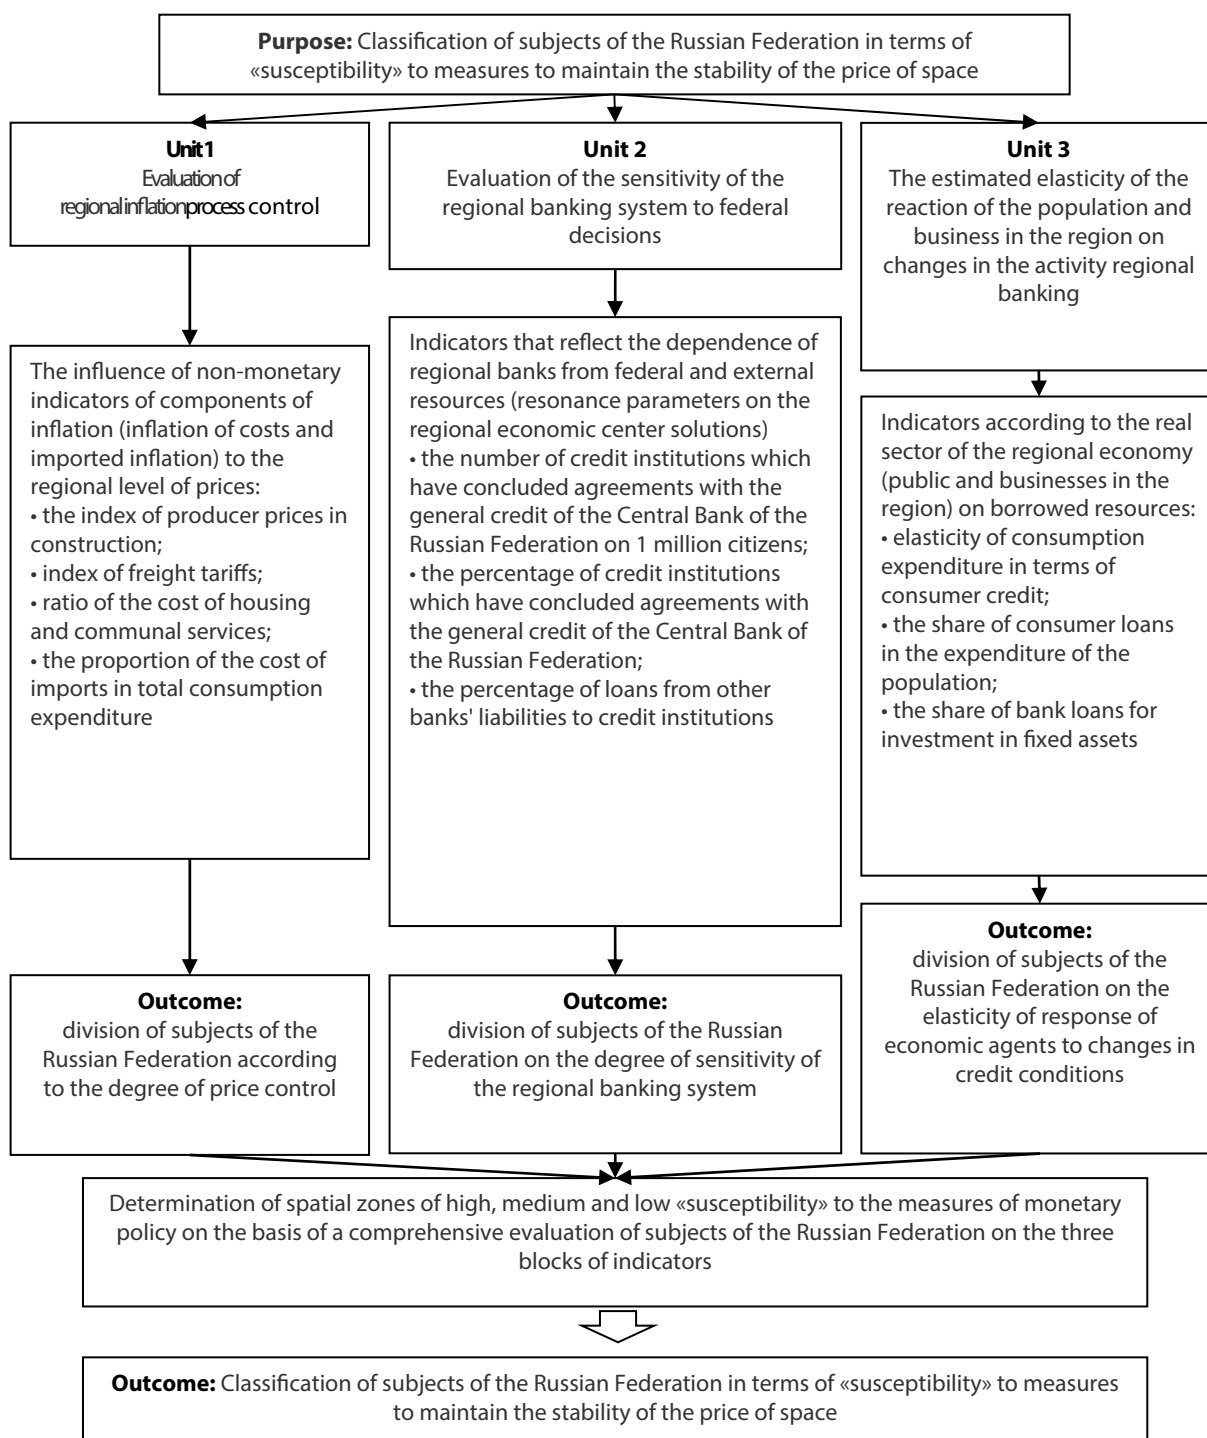 Purpose: Classification of subjects of the Russian Federation in terms of
«susceptibility» to measures to maintain the stability of the price of space
Unit1
Evaluation of
regional inflation process control
Unit 2
Evaluation of the sensitivity of the
regional banking system to federal
decisions
Unit 3
The estimated elasticity of the
reaction of the population and
business in the region on
changes in the activity regional
banking
The influence of non-monetary
indicators of components of
inflation (inflation of costs and
imported inflation) to the
regional level of prices:
• the index of producer prices in
construction;
• index of freight tariffs;
• ratio of the cost of housing
and communal services;
• the proportion of the cost of
imports in total consumption
expenditure
Indicators that reflect the dependence of
regional banks from federal and external
resources (resonance parameters on the
regional economic center solutions)
• the number of credit institutions which
have concluded agreements with the
general credit of the Central Bank of the
Russian Federation on 1 million citizens;
• the percentage of credit institutions
which have concluded agreements with
the general credit of the Central Bank of
the Russian Federation;
• the percentage of loans from other
banks' liabilities to credit institutions
Indicators according to the real
sector of the regional economy
(public and businesses in the
region) on borrowed resources:
• elasticity of consumption
expenditure in terms of
consumer credit;
• the share of consumer loans
in the expenditure of the
population;
• the share of bank loans for
investment in fixed assets
Outcome:
division of subjects of the
Russian Federation according
to the degree of price control
Outcome:
division of subjects of the Russian
Federation on the degree of sensitivity of
the regional banking system
Outcome:
division of subjects of the
Russian Federation on the
elasticity of response of
economic agents to changes in
credit conditions
Determination of spatial zones of high, medium and low «susceptibility» to the measures of monetary
policy on the basis of a comprehensive evaluation of subjects of the Russian Federation on the three
blocks of indicators
Outcome: Classification of subjects of the Russian Federation in terms of «susceptibility» to measures
to maintain the stability of the price of space